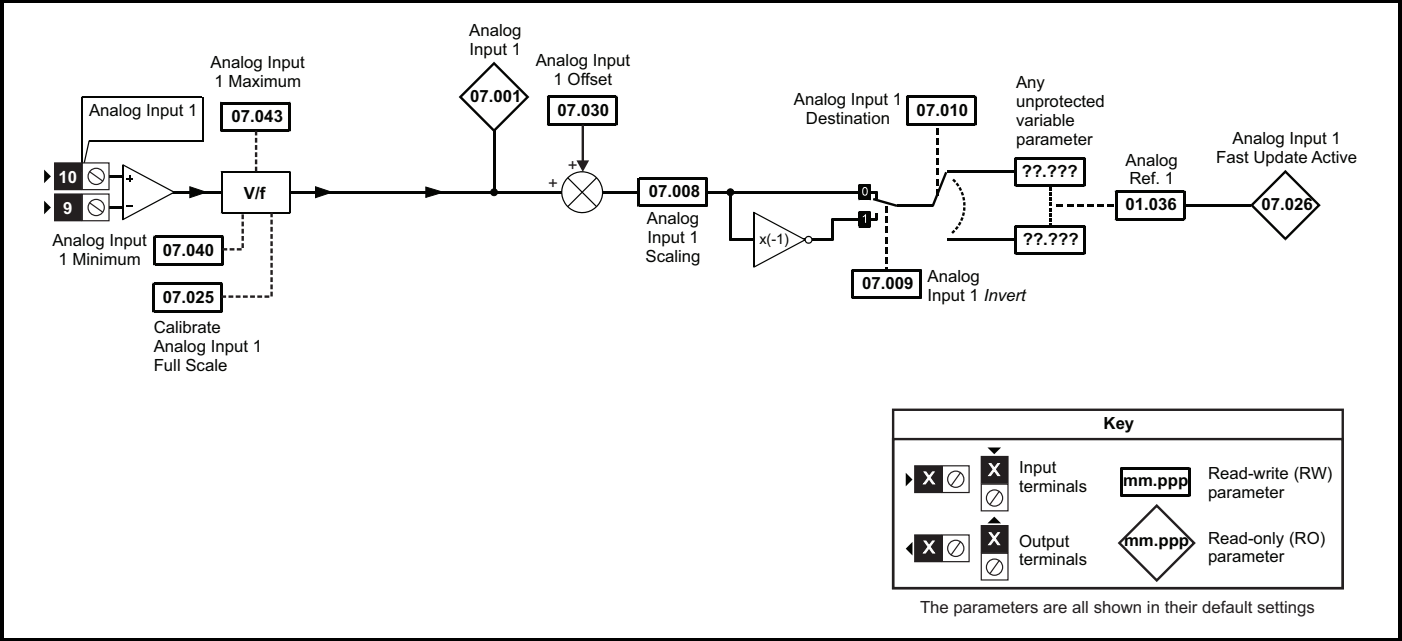 Analog Input 1
10
9
+
−
Analog Input
1 Maximum
07.043
V/f
Analog Input
1 Minimum
07.040
07.025
Calibrate
Analog Input 1
Full Scale
Analog
Input 1
07.001
Analog Input
1 Offset
07.030
+
+
07.008
Analog
Input 1
Scaling
x(-1)
0
1
07.009
Analog
Input 1 Invert
Analog Input 1
Destination
07.010
Any
unprotected
variable
parameter
??.???
??.???
Analog
Ref. 1
01.036
Analog Input 1
Fast Update Active
07.026
Key
X
X
Input
terminals
mm.ppp
Read-write (RW)
parameter
X
X
Output
terminals
mm.ppp
Read-only (RO)
parameter
The parameters are all shown in their default settings